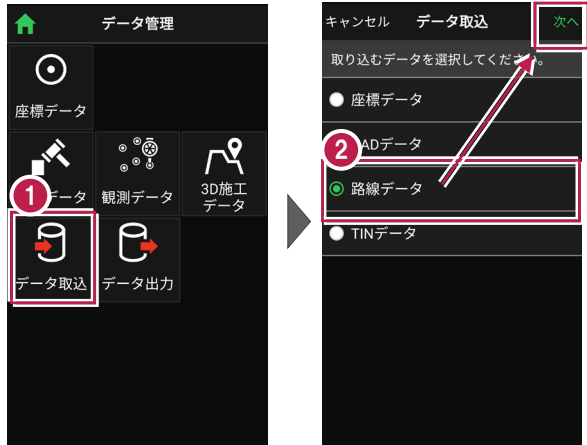 データ管理
座標データ
データ
観測データ
3D施工
データ
1
データ取込
データ出力
キャンセル
データ取込
次へ
取り込むデータを選択してください。
座標データ
ADデータ
2
路線データ
TINデータ